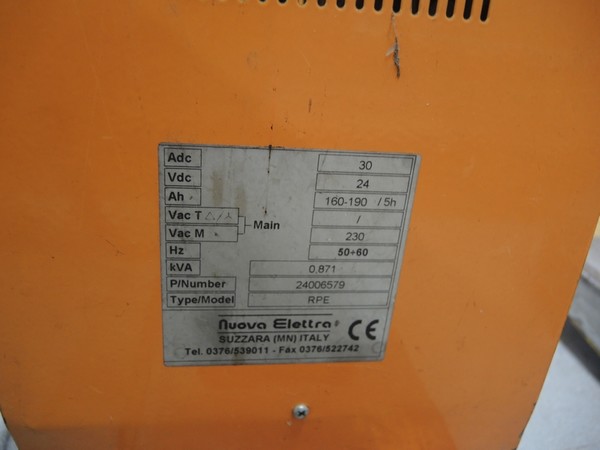 Adc 30
Vdc 24
Ah 160-190 / 5h
Vac T △/⅄ Main /
Vac M 230
Hz 50÷60
kVA 0.871
P/Number 24006579
Type/Model RPE
nuova Elettra
SUZZARA (MN) ITALY
CE
Tel. 0376/539011 - Fax 0376/522742